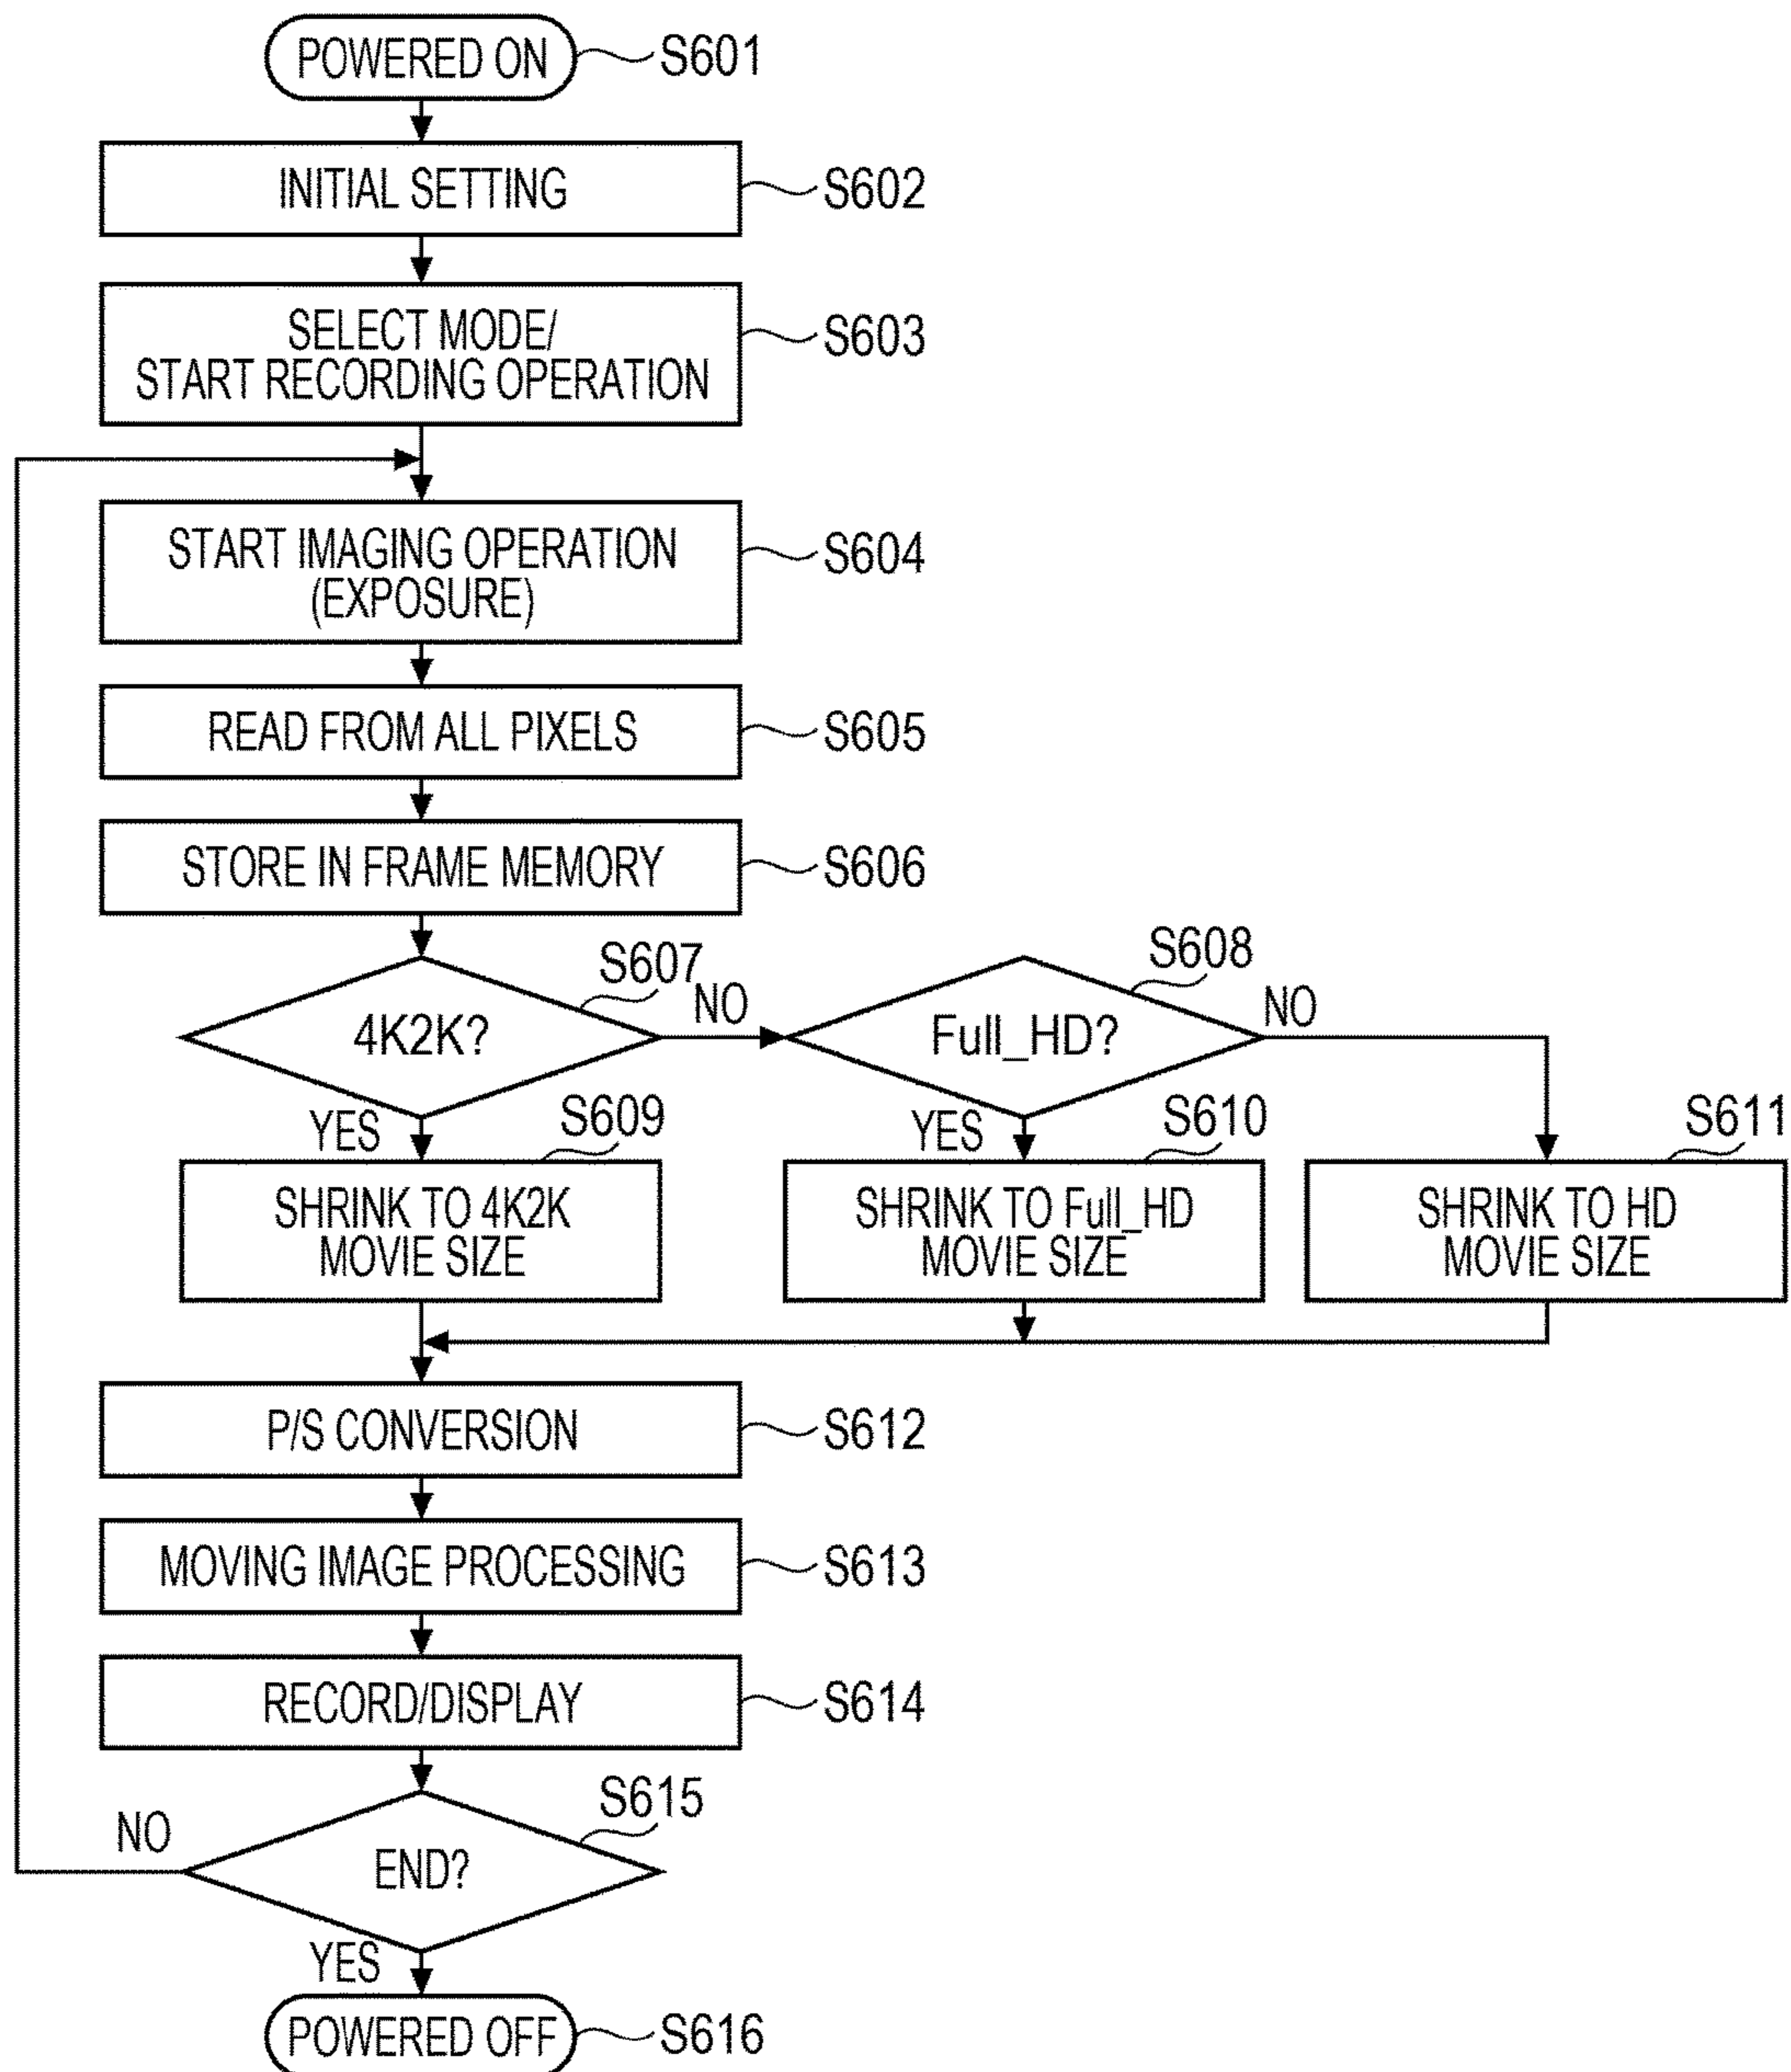 POWERED ON
S601
INITIAL SETTING
S602
SELECT MODE/
START RECORDING OPERATION
S603
START IMAGING OPERATION
(EXPOSURE)
S604
READ FROM ALL PIXELS
S605
STORE IN FRAME MEMORY
S606
S607
4K2K?
NO
S608
Full_HD?
NO
YES
S609
SHRINK TO 4K2K
MOVIE SIZE
YES
S610
SHRINK TO Full_HD
MOVIE SIZE
S611
SHRINK TO HD
MOVIE SIZE
P/S CONVERSION
S612
MOVING IMAGE PROCESSING
S613
RECORD/DISPLAY
S614
S615
NO
END?
YES
POWERED OFF
S616